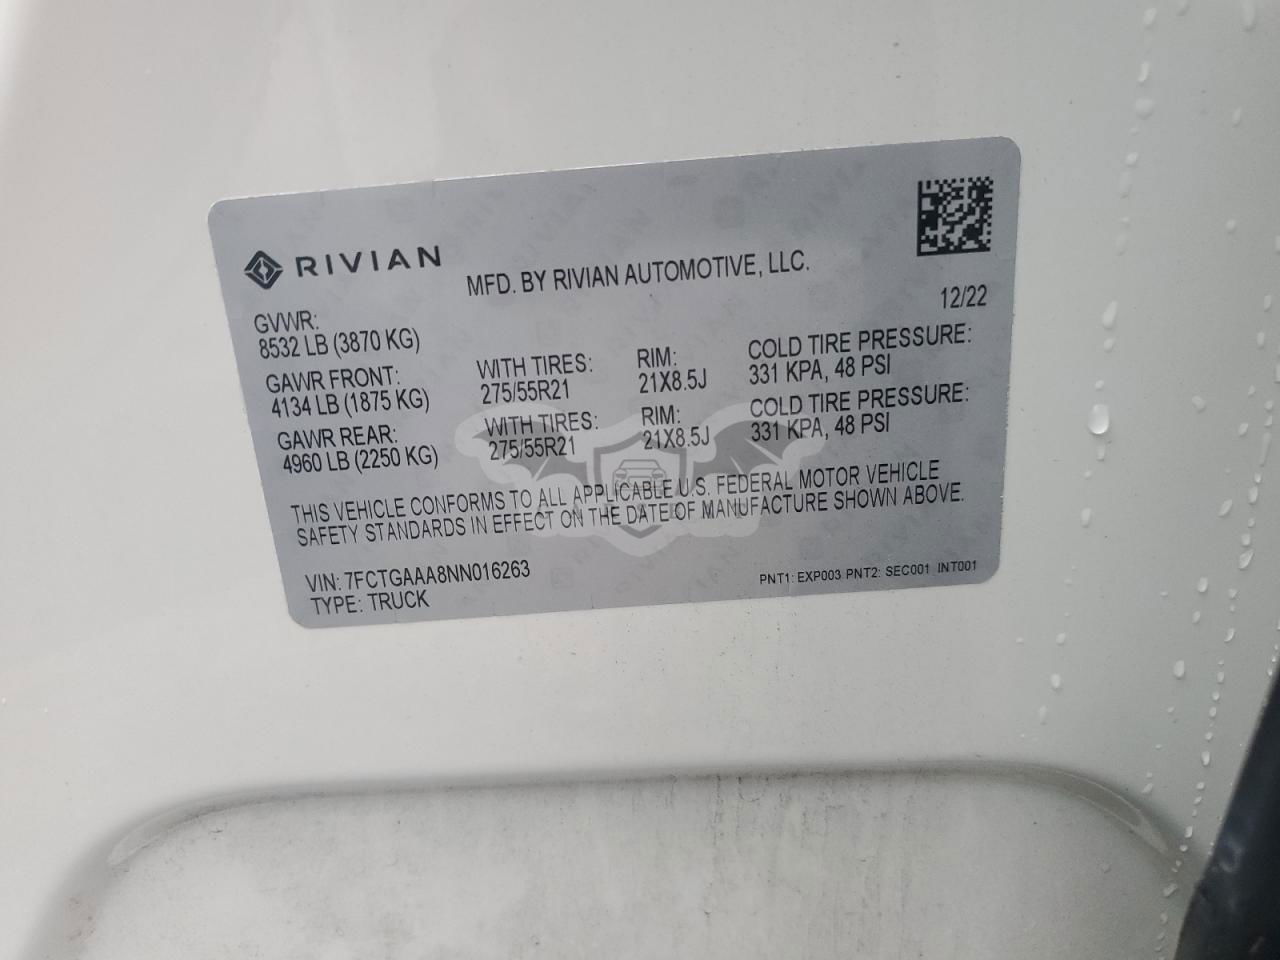 RIVIAN
MFD. BY RIVIAN AUTOMOTIVE, LLC.
12/22
GVWR:
8532 LB (3870 KG)
GAWR FRONT: WITH TIRES: RIM: COLD TIRE PRESSURE:
4134 LB (1875 KG) 275/55R21 21X8.5J 331 KPA, 48 PSI
GAWR REAR: WITH TIRES: RIM: COLD TIRE PRESSURE:
4960 LB (2250 KG) 275/55R21 21X8.5J 331 KPA, 48 PSI
THIS VEHICLE CONFORMS TO ALL APPLICABLE U.S. FEDERAL MOTOR VEHICLE
SAFETY STANDARDS IN EFFECT ON THE DATE OF MANUFACTURE SHOWN ABOVE.
VIN: 7FCTGAAA8NN016263
TYPE: TRUCK
PNT1: EXP003 PNT2: SEC001 INT001